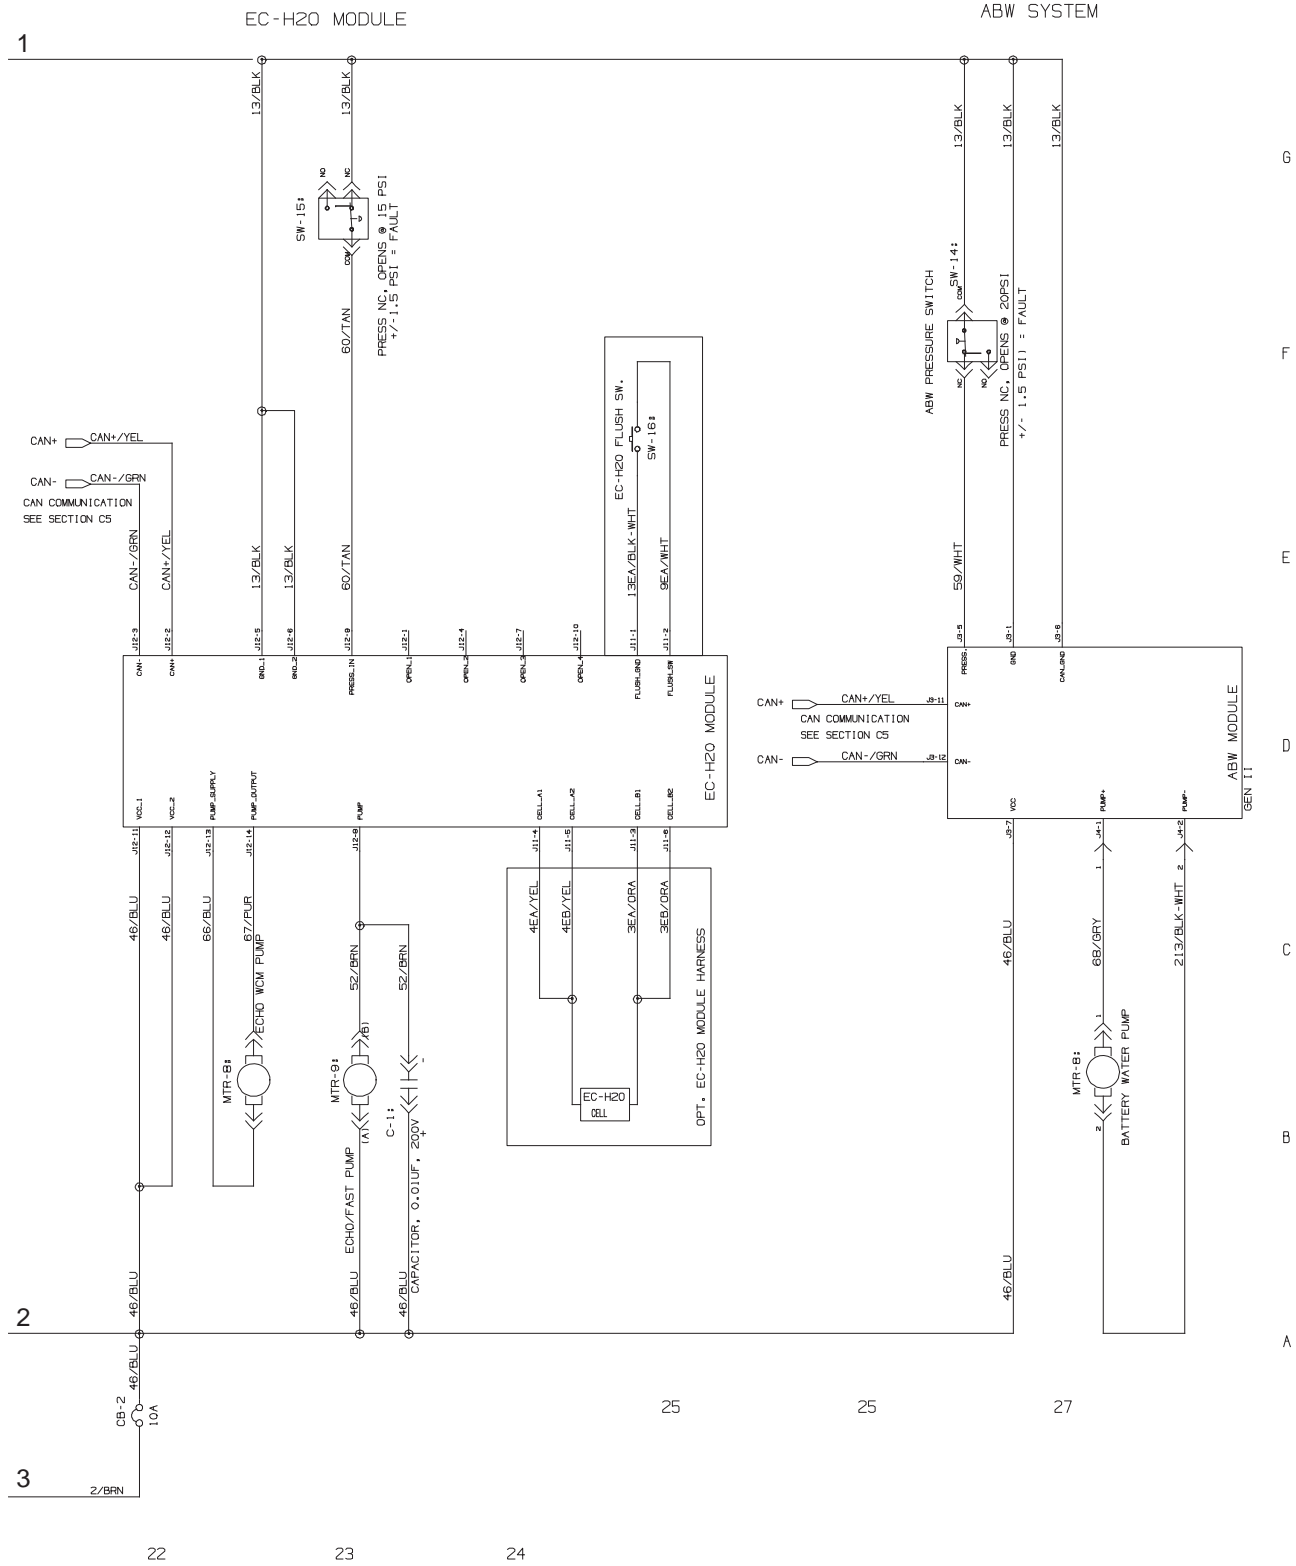 EC-H2O MODULE
ABW SYSTEM
1
13/BLK
13/BLK
13/BLK
13/BLK
13/BLK
G
NO
NC
SW-15:
COM
PRESS NC, OPENS @ 15 PSI
+/-1.5 PSI = FAULT
60/TAN
ABW PRESSURE SWITCH
SW-14:
COM
NC
NO
PRESS NC, OPENS @ 20PSI
+/- 1.5 PSI) = FAULT
F
EC-H2O FLUSH SW.
SW-16:
CAN+
CAN+/YEL
CAN-
CAN-/GRN
CAN COMMUNICATION
SEE SECTION C5
CAN-/GRN
CAN+/YEL
13/BLK
13/BLK
60/TAN
13EA/BLK-WHT
9EA/WHT
59/WHT
E
J12-3
J12-2
J12-5
J12-6
J12-9
J12-1
J12-4
J12-7
J12-10
J11-1
J11-2
J3-5
J3-1
J3-6
CAN-
CAN+
GND_1
GND_2
PRESS_IN
OPEN_1
OPEN_2
OPEN_3
OPEN_4
FLUSH_GND
FLUSH_SW
PRESS.
GND
CAN_GND
EC-H2O MODULE
CAN+
CAN+/YEL
J3-11
CAN+
CAN COMMUNICATION
SEE SECTION C5
CAN-
CAN-/GRN
J3-12
CAN-
ABW MODULE
GEN II
D
VCC_1
VCC_2
PUMP_SUPPLY
PUMP_OUTPUT
PUMP
CELL_A1
CELL_A2
CELL_B1
CELL_B2
VCC
PUMP+
PUMP-
J12-11
J12-12
J12-13
J12-14
J12-8
J11-4
J11-5
J11-3
J11-6
J3-7
J4-1
J4-2
1
2
46/BLU
46/BLU
66/BLU
67/PUR
ECHO WCM PUMP
52/BRN
52/BRN
4EA/YEL
4EB/YEL
3EA/ORA
3EB/ORA
OPT. EC-H2O MODULE HARNESS
46/BLU
68/GRY
213/BLK-WHT
C
MTR-8:
MTR-9:
(B)
(A)
C-1:
-
+
EC-H2O
CELL
MTR-8:
1
2
BATTERY WATER PUMP
B
ECHO/FAST PUMP
CAPACITOR, 0.01UF, 200V
46/BLU
46/BLU
46/BLU
46/BLU
2
A
46/BLU
CB-2
10A
25
25
27
3
2/BRN
22
23
24